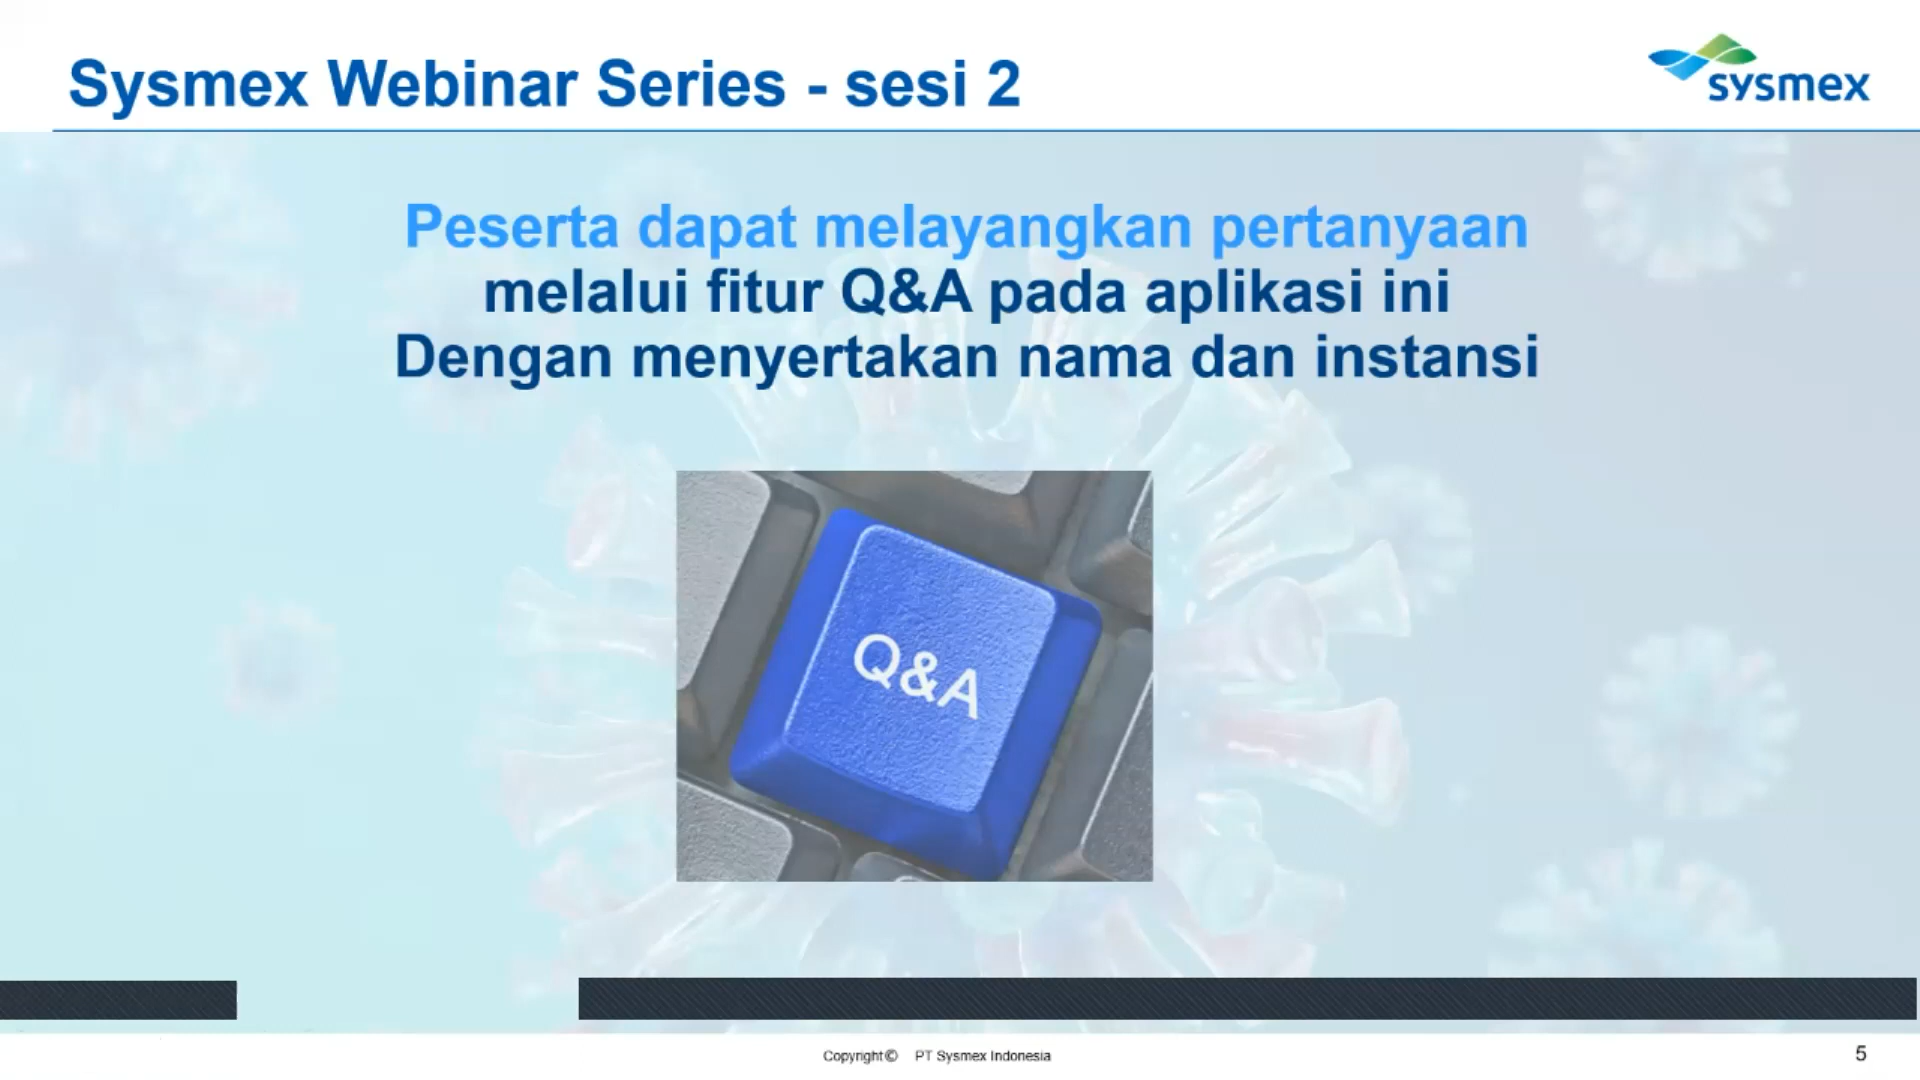 Sysmex Webinar Series - sesi 2
sysmex
Peserta dapat melayangkan pertanyaan
melalui fitur Q&A pada aplikasi ini
Dengan menyertakan nama dan instansi
Q&A
Copyright© PT Sysmex Indonesia
5